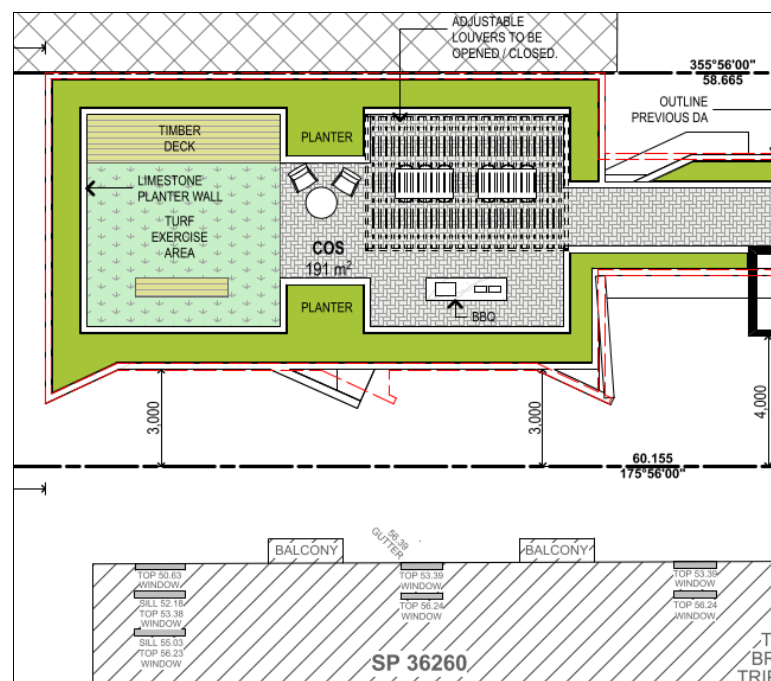 ADJUSTABLE
LOUVERS TO BE
OPENED / CLOSED.
355°56'00"
58.665
OUTLINE
PREVIOUS DA
TIMBER
DECK
PLANTER
LIMESTONE
PLANTER WALL
TURF
EXERCISE
AREA
COS
191 m²
PLANTER
BBQ
3,000
3,000
4,000
60.155
175°56'00"
56.39
GUTTER
BALCONY
BALCONY
TOP 50.63
WINDOW
SILL 52.18
TOP 53.38
WINDOW
SILL 55.03
TOP 56.23
WINDOW
TOP 53.39
WINDOW
TOP 56.24
WINDOW
TOP 53.39
WINDOW
TOP 56.24
WINDOW
SP 36260